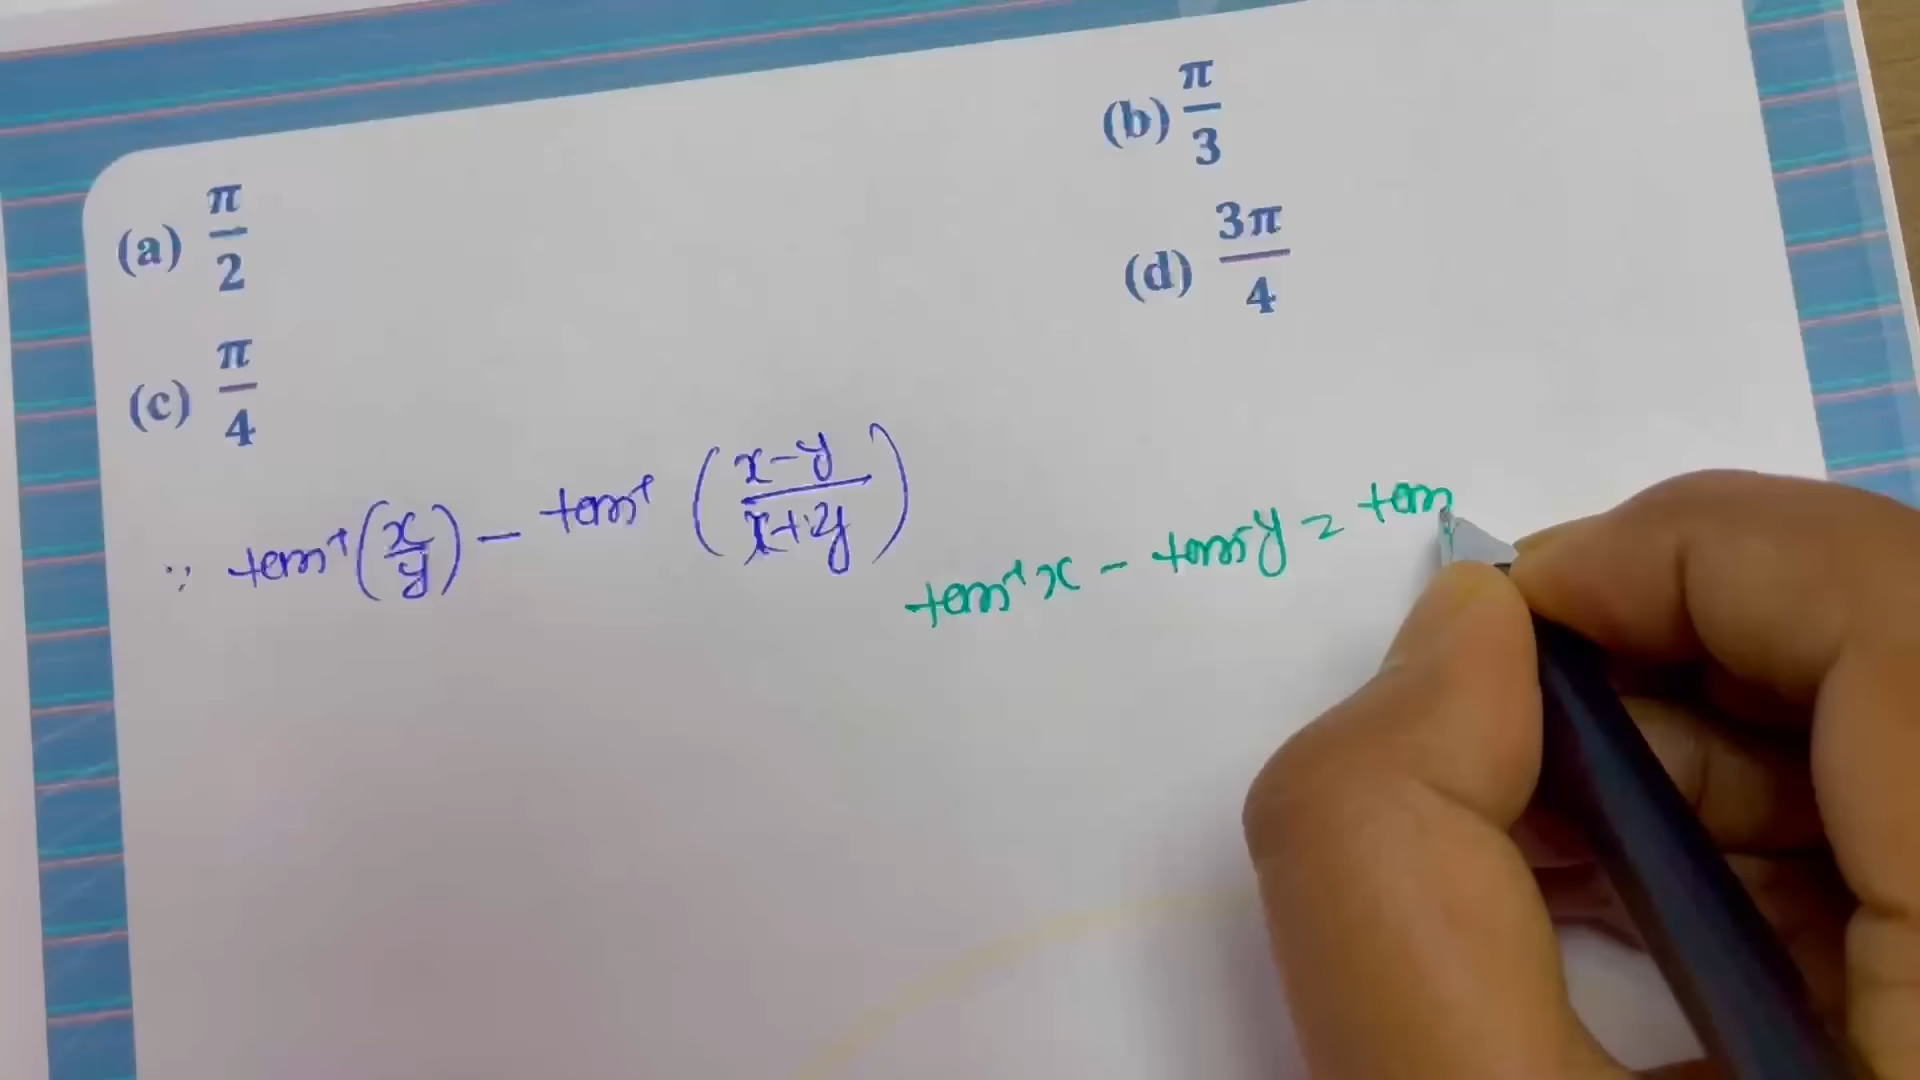 (a) π/2
(b) π/3
(c) π/4
(d) 3π/4
∵ tan⁻¹(x/y) − tan⁻¹((x−y)/(x+y))
tan⁻¹x − tan⁻¹y = tan